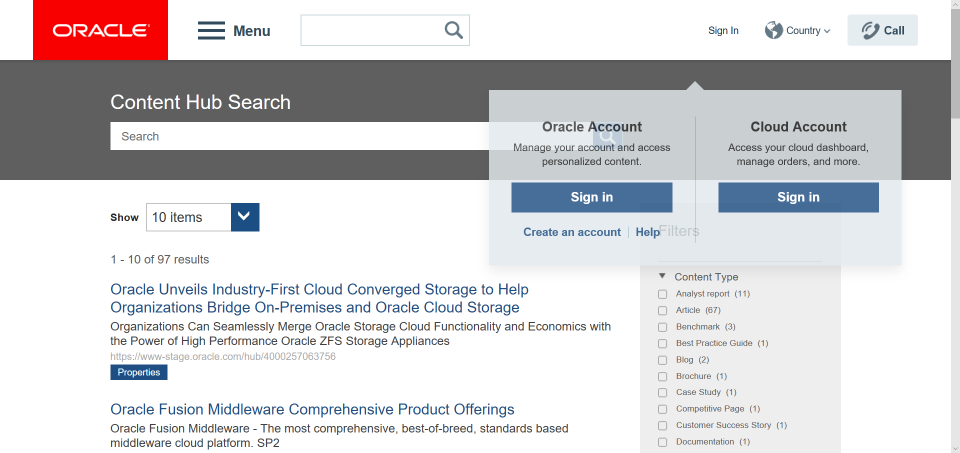 ORACLE
Menu
Sign In
Country
Call
Content Hub Search
Search
Oracle Account
Manage your account and access
personalized content.
Sign in
Create an account | Help
Cloud Account
Access your cloud dashboard,
manage orders, and more.
Sign in
Show
10 items
1 - 10 of 97 results
Oracle Unveils Industry-First Cloud Converged Storage to Help
Organizations Bridge On-Premises and Oracle Cloud Storage
Organizations Can Seamlessly Merge Oracle Storage Cloud Functionality and Economics with
the Power of High Performance Oracle ZFS Storage Appliances
https://www-stage.oracle.com/hub/4000257063756
Properties
Oracle Fusion Middleware Comprehensive Product Offerings
Oracle Fusion Middleware - The most comprehensive, best-of-breed, standards based
middleware cloud platform. SP2
Filters
Content Type
Analyst report (11)
Article (67)
Benchmark (3)
Best Practice Guide (1)
Blog (2)
Brochure (1)
Case Study (1)
Competitive Page (1)
Customer Success Story (1)
Documentation (1)